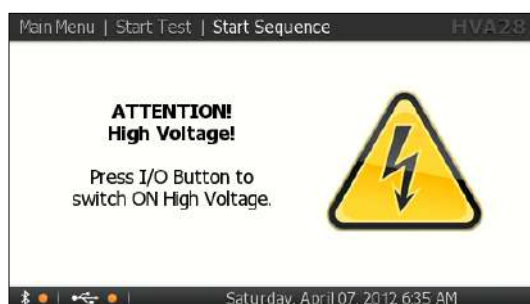 Main Menu | Start Test | Start Sequence HVA28
ATTENTION!
High Voltage!
Press I/O Button to
switch ON High Voltage.
Saturday, April 07, 2012 6:35 AM